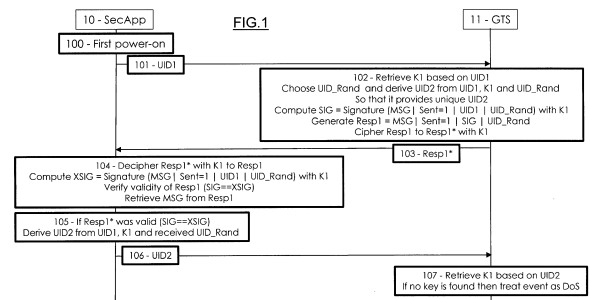 FIG.1
10 - SecApp
11 - GTS
100 - First power-on
101 - UID1
102 - Retrieve K1 based on UID1
Choose UID_Rand and derive UID2 from UID1, K1 and UID_Rand
So that it provides unique UID2
Compute SIG = Signature (MSG| Sent=1 | UID1 | UID_Rand) with K1
Generate Resp1 = MSG| Sent=1 | SIG | UID_Rand
Cipher Resp1 to Resp1* with K1
103 - Resp1*
104 - Decipher Resp1* with K1 to Resp1
Compute XSIG = Signature (MSG | Sent=1 | UID1 | UID_Rand) with K1
Verify validity of Resp1 (SIG==XSIG)
Retrieve MSG from Resp1
105 - If Resp1* was valid (SIG==XSIG)
Derive UID2 from UID1, K1 and received UID_Rand
106 - UID2
107 - Retrieve K1 based on UID2
If no key is found then treat event as DoS